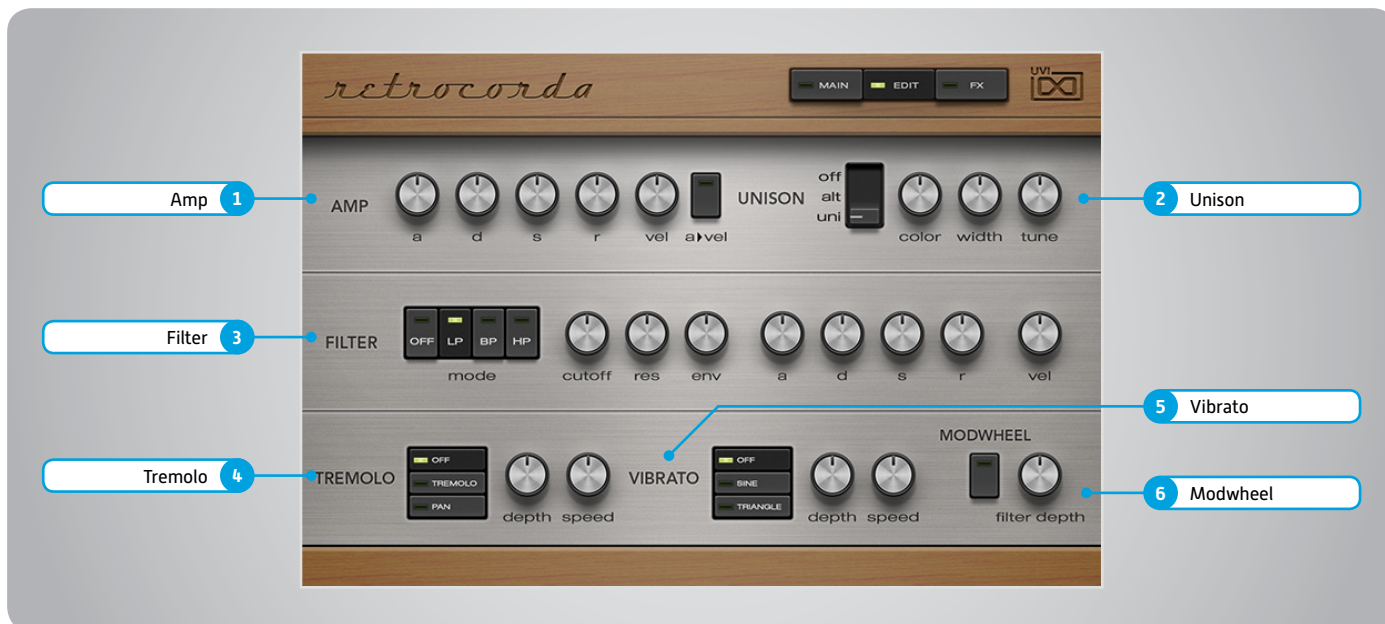 retrocorda
MAIN
EDIT
FX
UVI
Amp 1
AMP
a
d
s
r
vel
a▸vel
UNISON
off
alt
uni
color
width
tune
2 Unison
Filter 3
FILTER
OFF
LP
BP
HP
mode
cutoff
res
env
a
d
s
r
vel
5 Vibrato
Tremolo 4
TREMOLO
OFF
TREMOLO
PAN
depth
speed
VIBRATO
OFF
SINE
TRIANGLE
depth
speed
MODWHEEL
filter depth
6 Modwheel